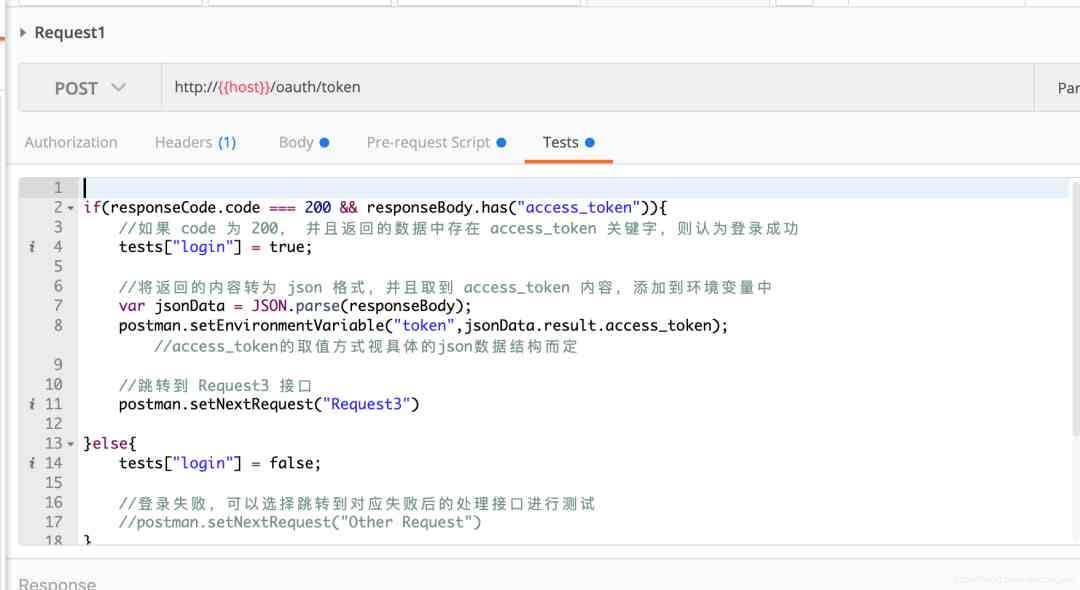 Request1
POST
http://{{host}}/oauth/token
Par
Authorization
Headers (1)
Body
Pre-request Script
Tests
1
2 if(responseCode.code === 200 && responseBody.has("access_token")){
3 //如果 code 为 200, 并且返回的数据中存在 access_token 关键字，则认为登录成功
i 4 tests["login"] = true;
5
6 //将返回的内容转为 json 格式，并且取到 access_token 内容，添加到环境变量中
7 var jsonData = JSON.parse(responseBody);
8 postman.setEnvironmentVariable("token",jsonData.result.access_token);
//access_token的取值方式视具体的json数据结构而定
9
10 //跳转到 Request3 接口
i 11 postman.setNextRequest("Request3")
12
13 }else{
i 14 tests["login"] = false;
15
16 //登录失败，可以选择跳转到对应失败后的处理接口进行测试
17 //postman.setNextRequest("Other Request")
18 }
Response